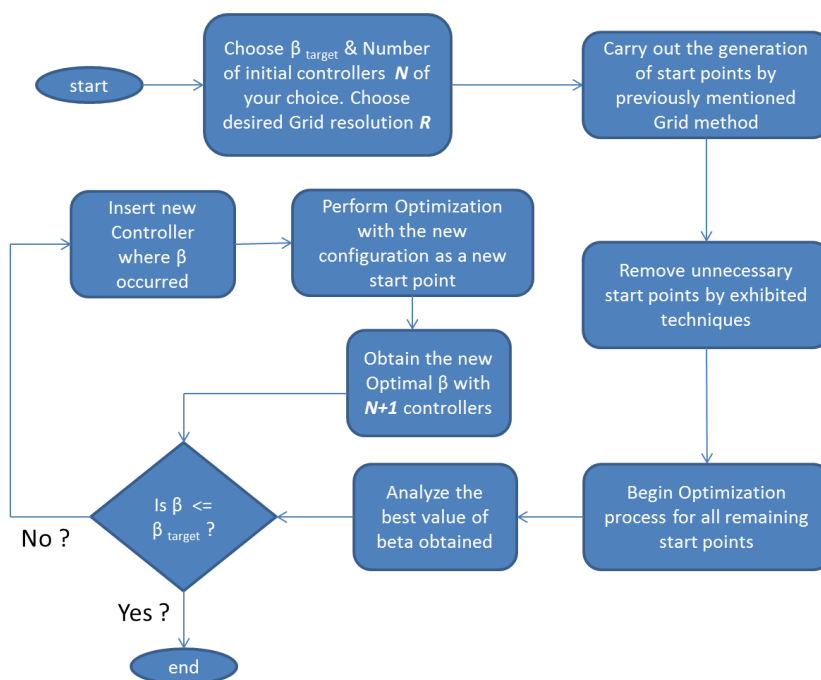 start
Choose β target & Number
of initial controllers N of
your choice. Choose
desired Grid resolution R
Carry out the generation
of start points by
previously mentioned
Grid method
Remove unnecessary
start points by exhibited
techniques
Begin Optimization
process for all remaining
start points
Analyze the
best value of
beta obtained
Is β <=
β target ?
No ?
Insert new
Controller
where β
occurred
Perform Optimization
with the new
configuration as a new
start point
Obtain the new
Optimal β with
N+1 controllers
Yes ?
end